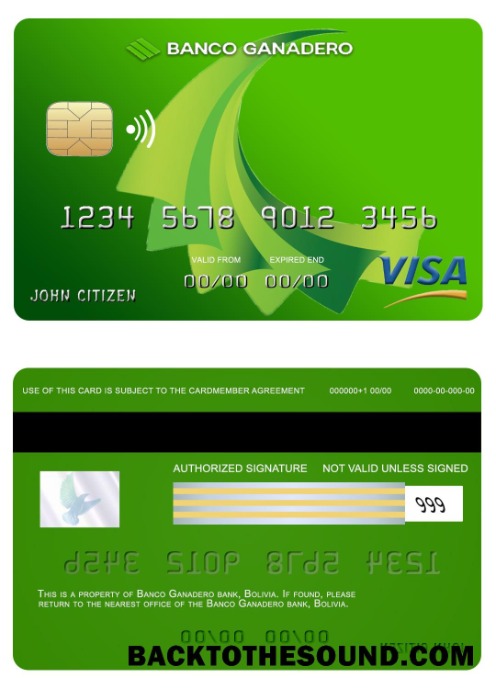 BANCO GANADERO
1234 5678 9012 3456
VALID FROM EXPIRED END
00/00 00/00
JOHN CITIZEN
VISA
USE OF THIS CARD IS SUBJECT TO THE CARDMEMBER AGREEMENT 000000+1 00/00 0000-00-000-00
AUTHORIZED SIGNATURE NOT VALID UNLESS SIGNED
999
THIS IS A PROPERTY OF BANCO GANADERO BANK, BOLIVIA. IF FOUND, PLEASE
RETURN TO THE NEAREST OFFICE OF THE BANCO GANADERO BANK, BOLIVIA.
00/00 00/00
BACKTOTHESOUND.COM